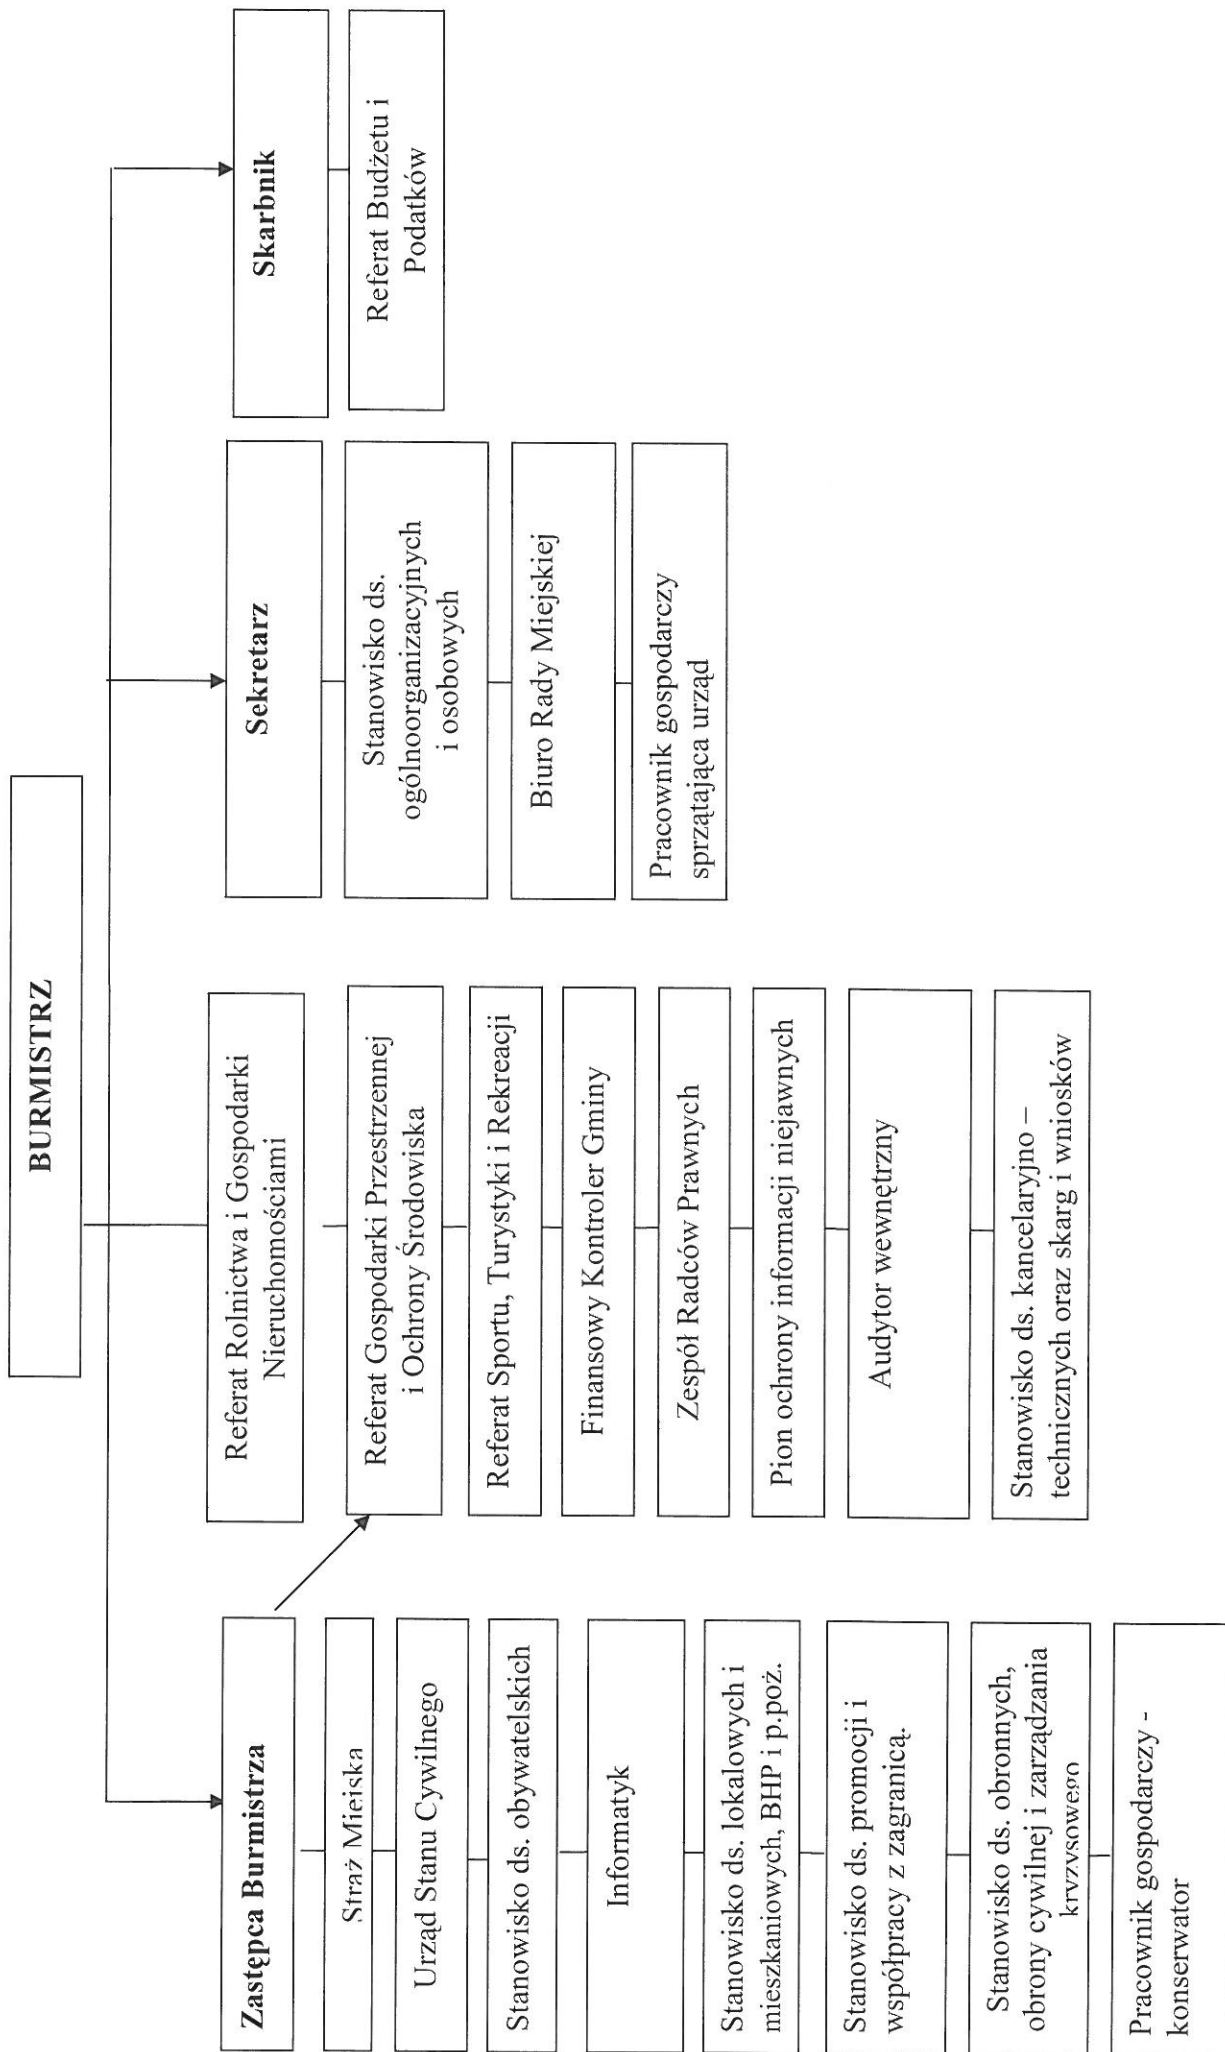 BURMISTRZ
Zastępca Burmistrza
Straż Miejska
Urząd Stanu Cywilnego
Stanowisko ds. obywatelskich
Informatyk
Stanowisko ds. lokalowych i
mieszkaniowych, BHP i p.poż.
Stanowisko ds. promocji i
współpracy z zagranicą.
Stanowisko ds. obronnych,
obrony cywilnej i zarządzania
kryzysowego
Pracownik gospodarczy -
konserwator
Referat Rolnictwa i Gospodarki
Nieruchomościami
Referat Gospodarki Przestrzennej
i Ochrony Środowiska
Referat Sportu, Turystyki i Rekreacji
Finansowy Kontroler Gminy
Zespół Radców Prawnych
Pion ochrony informacji niejawnych
Audytor wewnętrzny
Stanowisko ds. kancelaryjno –
technicznych oraz skarg i wniosków
Sekretarz
Stanowisko ds.
ogólnoorganizacyjnych
i osobowych
Biuro Rady Miejskiej
Pracownik gospodarczy
sprzątająca urząd
Skarbnik
Referat Budżetu i
Podatków